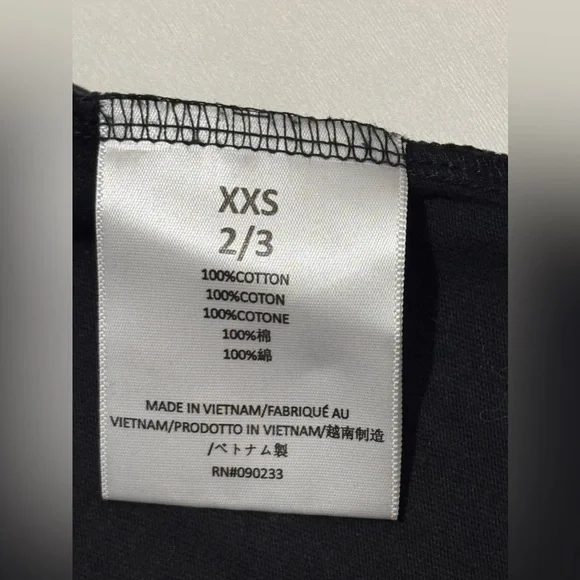 XXS
2/3
100%COTTON
100%COTON
100%COTONE
100%棉
100%綿
MADE IN VIETNAM/FABRIQUÉ AU
VIETNAM/PRODOTTO IN VIETNAM/越南制造
/ベトナム製
RN#090233